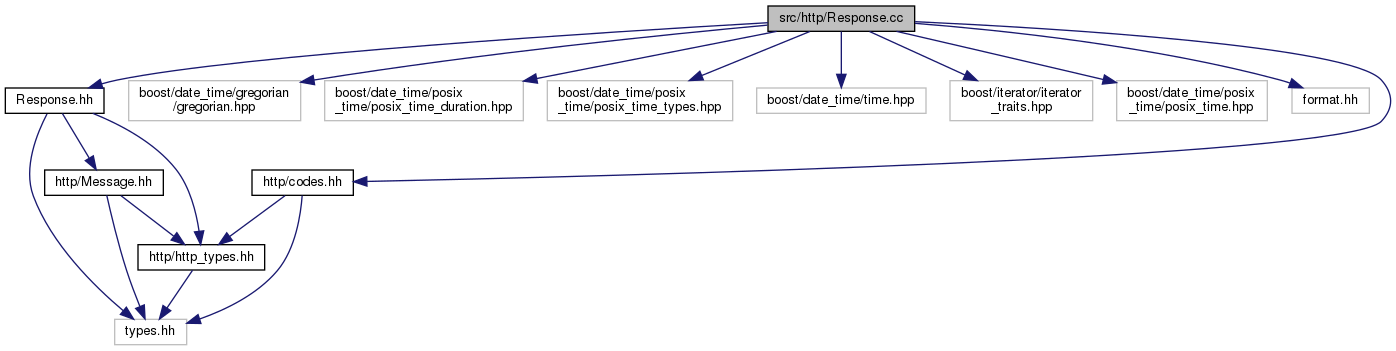 src/http/Response.cc
Response.hh
boost/date_time/gregorian
/gregorian.hpp
boost/date_time/posix
_time/posix_time_duration.hpp
boost/date_time/posix
_time/posix_time_types.hpp
boost/date_time/time.hpp
boost/iterator/iterator
_traits.hpp
boost/date_time/posix
_time/posix_time.hpp
format.hh
http/Message.hh
http/codes.hh
http/http_types.hh
types.hh